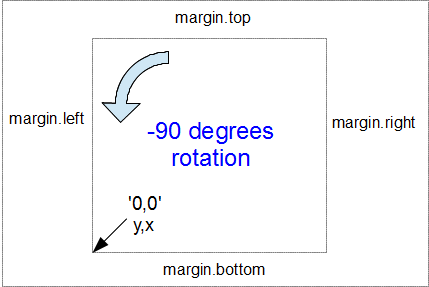 margin.top
margin.left
-90 degrees
rotation
margin.right
'0,0'
y,x
margin.bottom